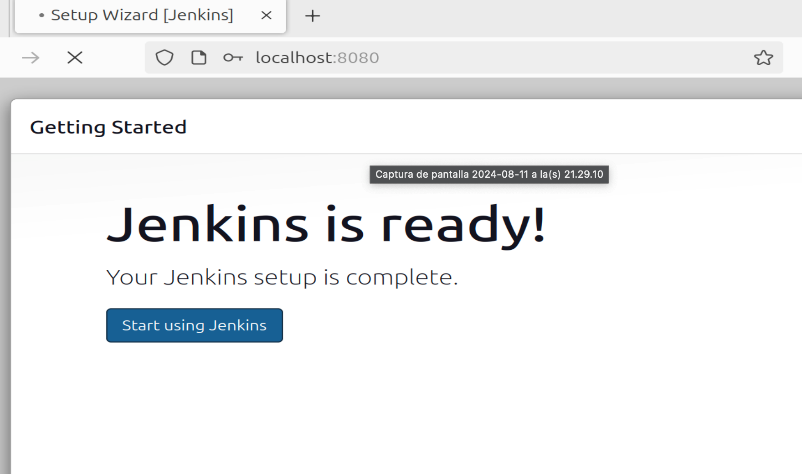 • Setup Wizard [Jenkins]
localhost:8080
Getting Started
Captura de pantalla 2024-08-11 a la(s) 21.29.10
Jenkins is ready!
Your Jenkins setup is complete.
Start using Jenkins